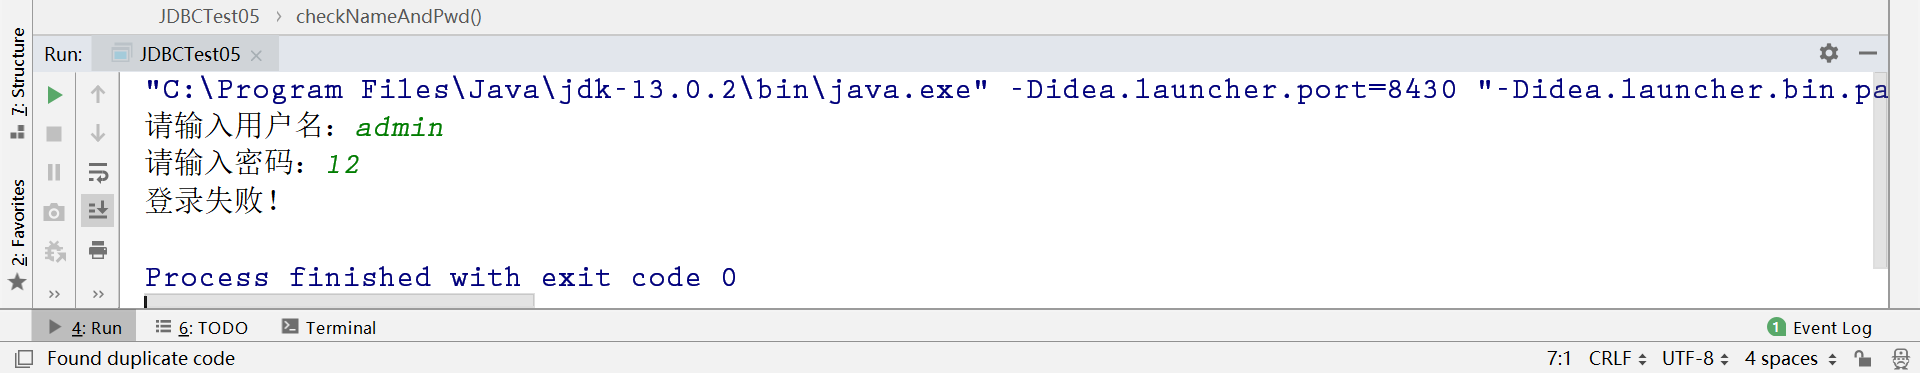 JDBCTest05 › checkNameAndPwd()
Run: JDBCTest05 ×
7: Structure
2: Favorites
"C:\Program Files\Java\jdk-13.0.2\bin\java.exe" -Didea.launcher.port=8430 "-Didea.launcher.bin.pa
请输入用户名：admin
请输入密码：12
登录失败！
Process finished with exit code 0
4: Run 6: TODO Terminal 1 Event Log
Found duplicate code 7:1 CRLF UTF-8 4 spaces